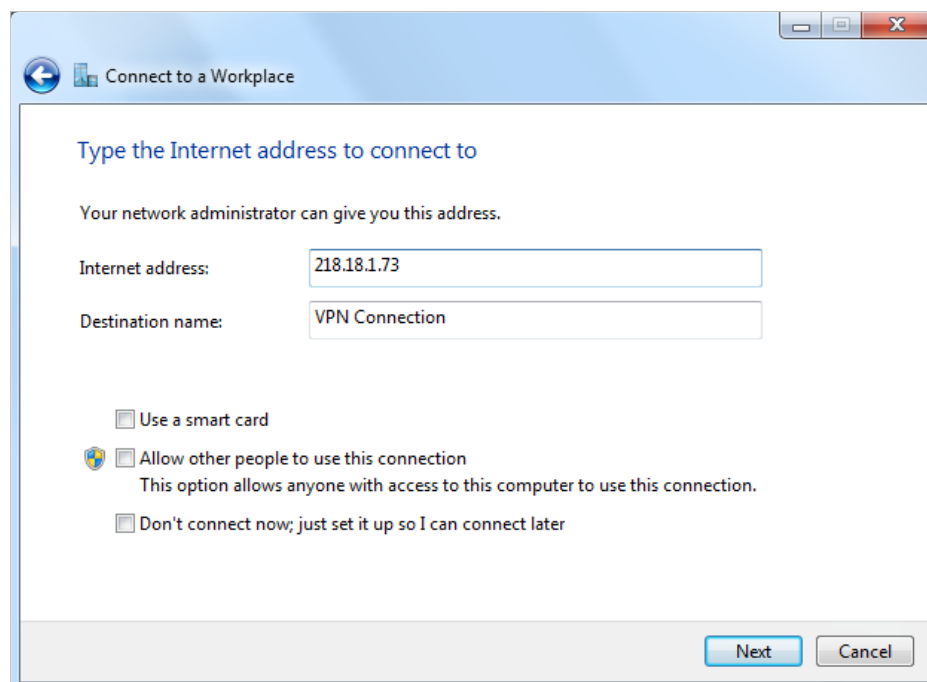 Connect to a Workplace
Type the Internet address to connect to
Your network administrator can give you this address.
Internet address: 218.18.1.73
Destination name: VPN Connection
Use a smart card
Allow other people to use this connection
This option allows anyone with access to this computer to use this connection.
Don't connect now; just set it up so I can connect later
Next Cancel